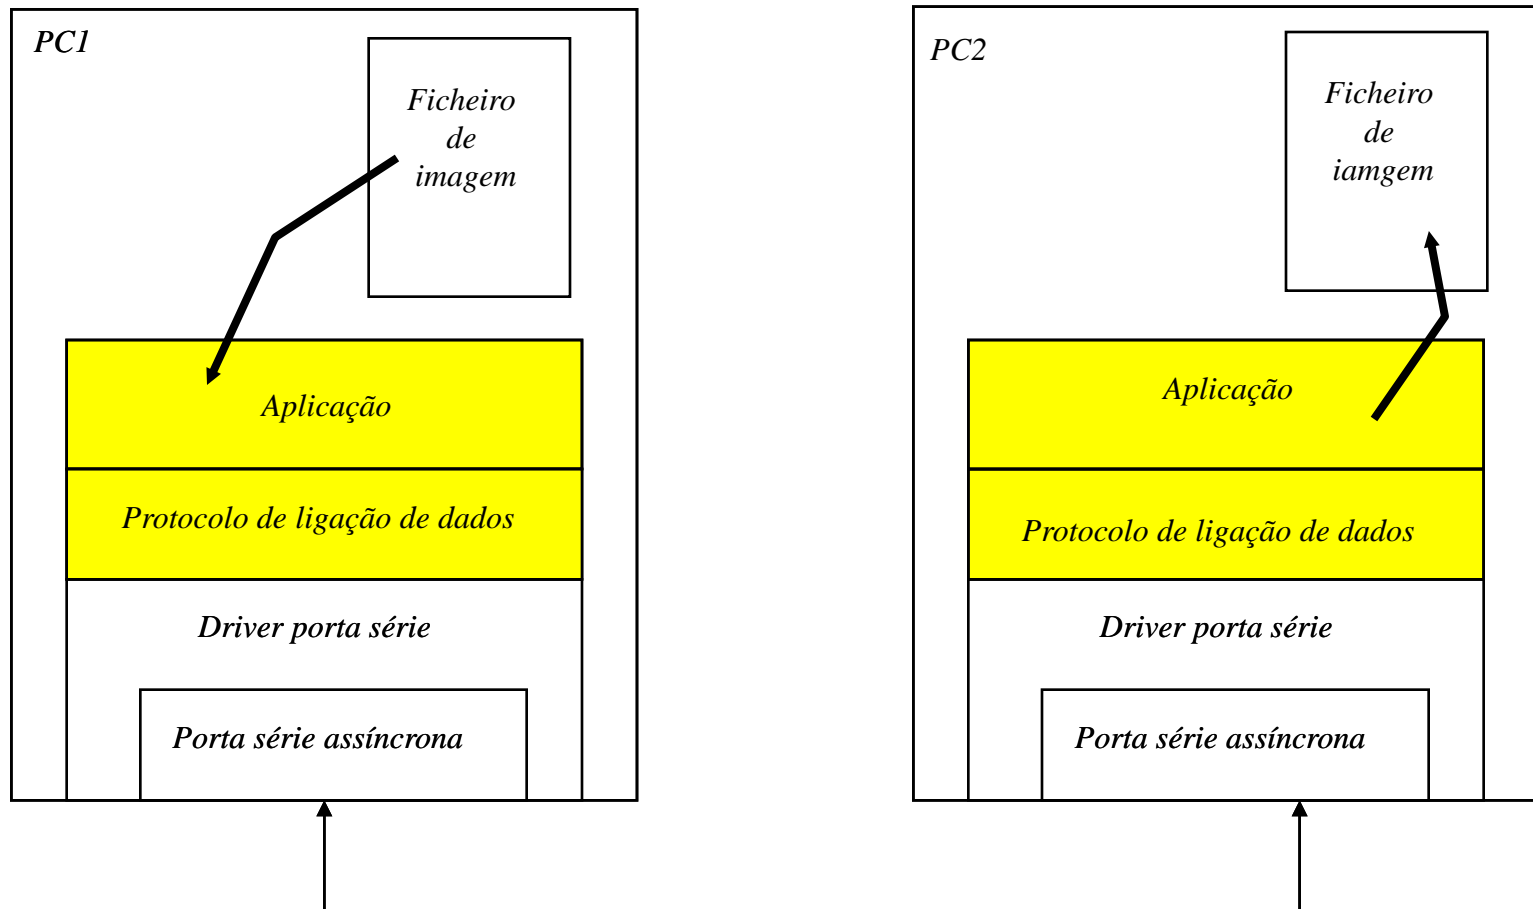 PC1
Ficheiro
de
imagem
Aplicação
Protocolo de ligação de dados
Driver porta série
Porta série assíncrona
PC2
Ficheiro
de
iamgem
Aplicação
Protocolo de ligação de dados
Driver porta série
Porta série assíncrona